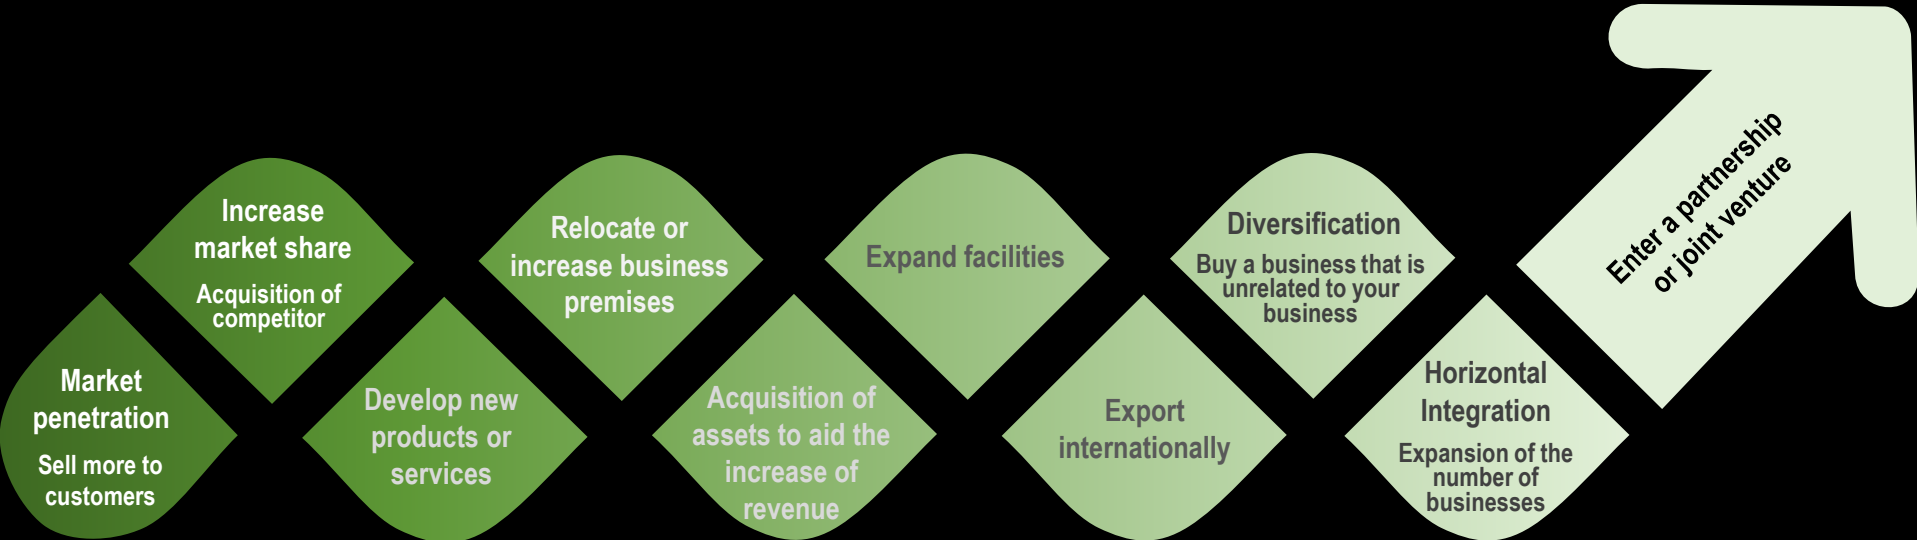 Market
penetration
Sell more to
customers
Increase
market share
Acquisition of
competitor
Develop new
products or
services
Relocate or
increase business
premises
Acquisition of
assets to aid the
increase of
revenue
Expand facilities
Export
internationally
Diversification
Buy a business that is
unrelated to your
business
Horizontal
Integration
Expansion of the
number of
businesses
Enter a partnership
or joint venture